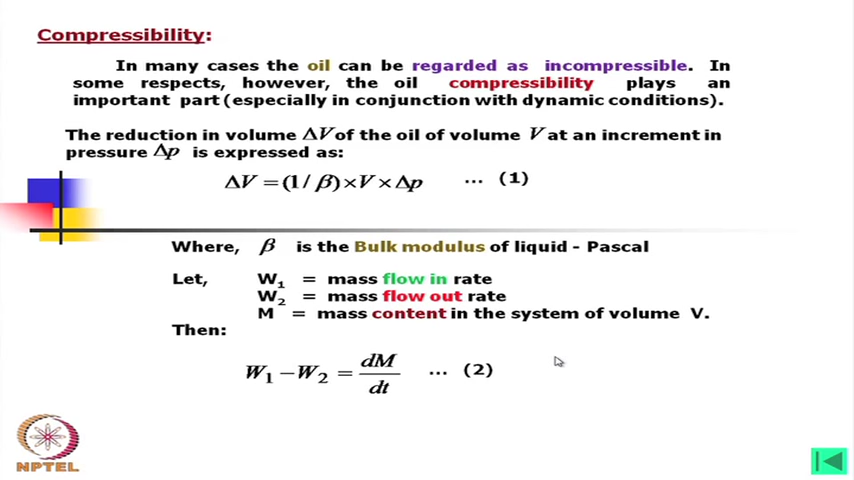 Compressibility:
In many cases the oil can be regarded as incompressible. In
some respects, however, the oil compressibility plays an
important part (especially in conjunction with dynamic conditions).
The reduction in volume ΔV of the oil of volume V at an increment in
pressure Δp is expressed as:
ΔV = (1/β)×V×Δp ... (1)
Where, β is the Bulk modulus of liquid - Pascal
Let, W₁ = mass flow in rate
W₂ = mass flow out rate
M = mass content in the system of volume V.
Then:
W₁ – W₂ = dM/dt ... (2)
NPTEL